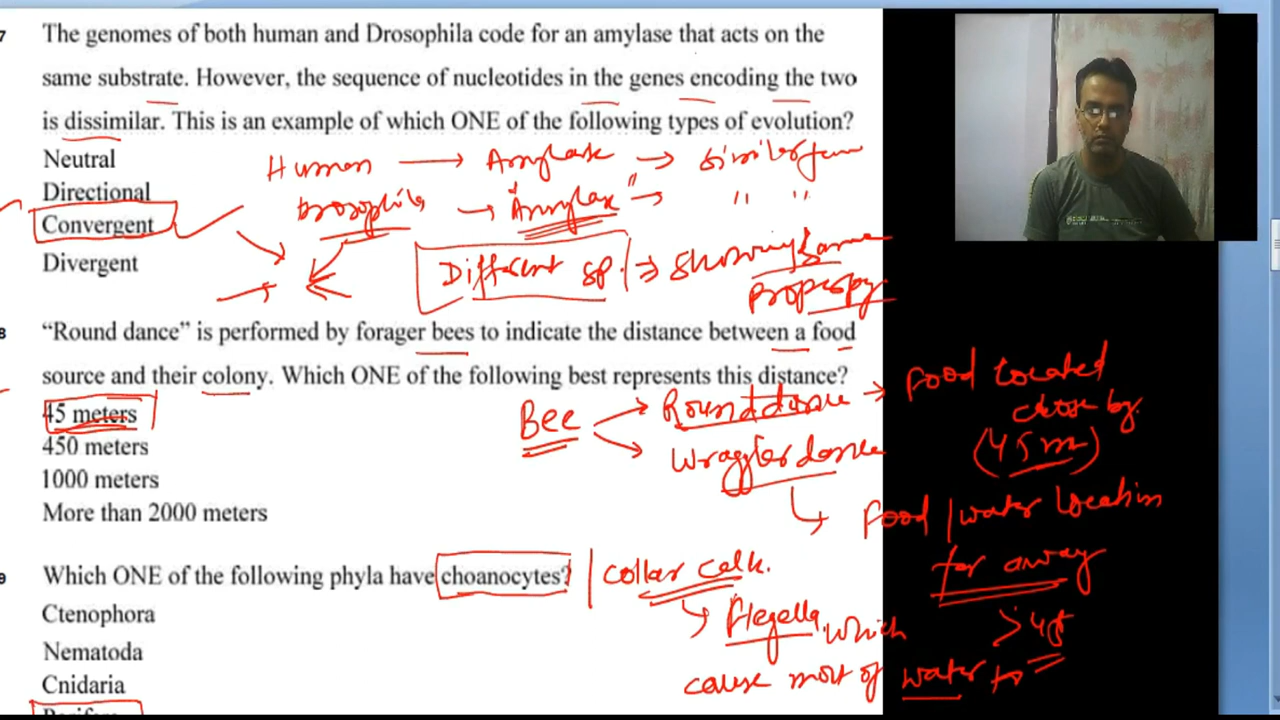 7 The genomes of both human and Drosophila code for an amylase that acts on the
same substrate. However, the sequence of nucleotides in the genes encoding the two
is dissimilar. This is an example of which ONE of the following types of evolution?
Neutral
Human → Amylase →
Directional
Drosophila → "Amylase" → " "
Convergent
Divergent
Different sp. ⇒ Showing same
property
8 “Round dance” is performed by forager bees to indicate the distance between a food
source and their colony. Which ONE of the following best represents this distance?
45 meters
450 meters
1000 meters
More than 2000 meters
Bee
Round dance → Food located
close by
(45 m)
dance
Food / water location
far away
> 45
9 Which ONE of the following phyla have choanocytes? collar cells.
Ctenophora
Nematoda
Cnidaria
Flagella, which
cause most of water to